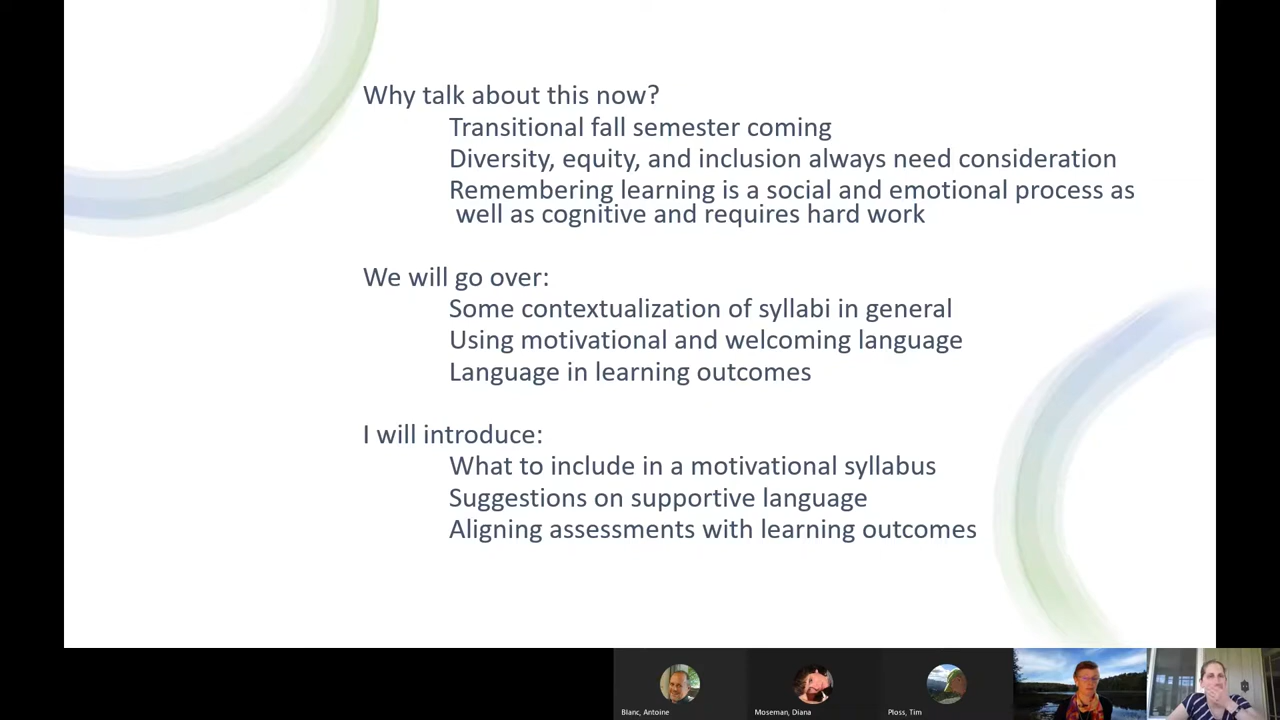 Why talk about this now?
Transitional fall semester coming
Diversity, equity, and inclusion always need consideration
Remembering learning is a social and emotional process as
well as cognitive and requires hard work
We will go over:
Some contextualization of syllabi in general
Using motivational and welcoming language
Language in learning outcomes
I will introduce:
What to include in a motivational syllabus
Suggestions on supportive language
Aligning assessments with learning outcomes
Blanc, Antoine
Moseman, Diana
Ploss, Tim